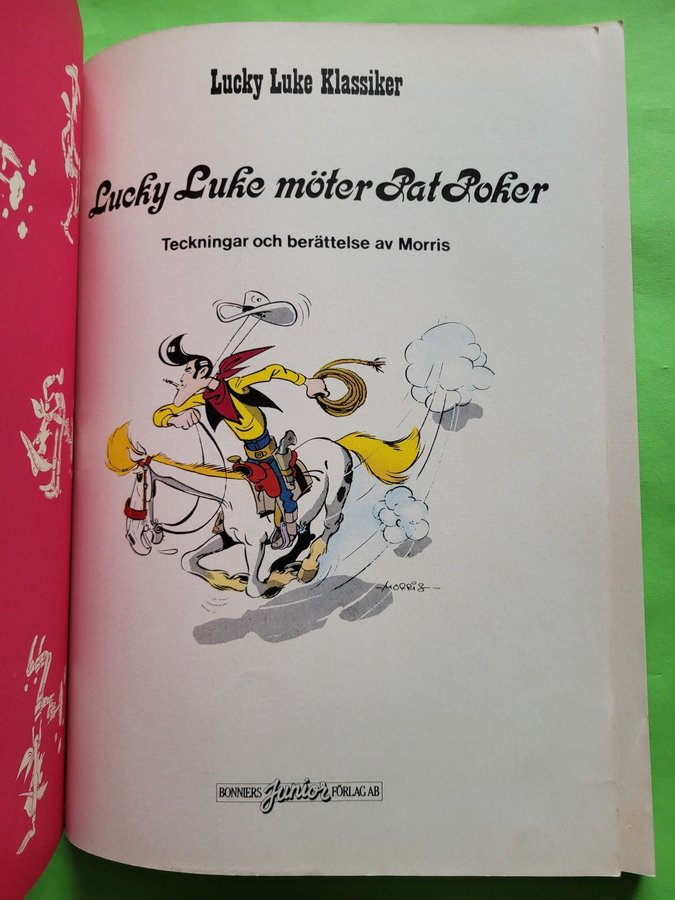 Lucky Luke Klassiker
Lucky Luke möter Pat Poker
Teckningar och berättelse av Morris
MORRIS
BONNIERS Junior FÖRLAG AB